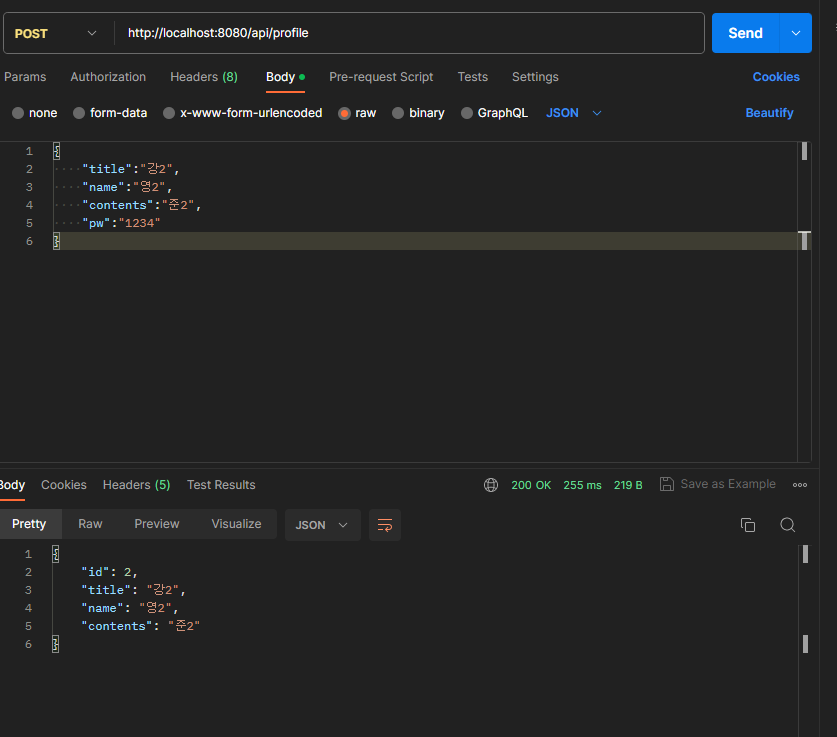 POST http://localhost:8080/api/profile Send
Params Authorization Headers (8) Body Pre-request Script Tests Settings Cookies
none form-data x-www-form-urlencoded raw binary GraphQL JSON Beautify
1 {
2 "title":"강2",
3 "name":"영2",
4 "contents":"준2",
5 "pw":"1234"
6 }
Body Cookies Headers (5) Test Results 200 OK 255 ms 219 B Save as Example
Pretty Raw Preview Visualize JSON
1 {
2 "id": 2,
3 "title": "강2",
4 "name": "영2",
5 "contents": "준2"
6 }